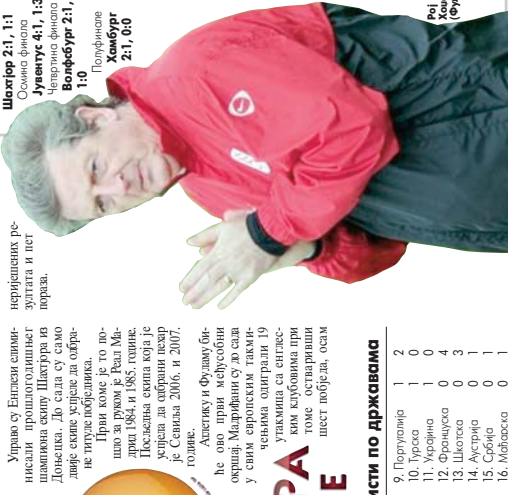 Управо су Енглези елими-
нисали прошлогодишњег
шампиона екипу Шахтјора из
Доњецка. До сада су само
двије екипе успјеле да одбра-
не титуле побједника.
Први коме је то по-
шло за руком је Реал Ма-
дрид 1984. и 1985. године.
Посљедња екипа која је
успјела да одбрани пехар
је Севиља 2006. и 2007.
године.
Атлетику и Фуламу би-
ће ово први међусобни
окршај. Мадриђани су до сада
у свим европским такми-
чењима одиграли 19
утакмица са енглес-
ким клубовима при
томе остваривши
шест побједа, осам
неријешених ре-
зултата и пет
пораза.
Шахтјор 2:1, 1:1
Осмина финала
Јувентус 4:1, 1:3
Четвртина финала
Волфсбург 2:1,
1:0
Полуфинале
Хамбург
2:1, 0:0
Рој
исти по државама
9. Португалија 1 2
10. Турска 1 0
11. Украјина 1 0
12. Француска 0 4
13. Шкотска 0 3
14. Аустрија 0 1
15. Србија 0 1
16. Мађарска 0 1